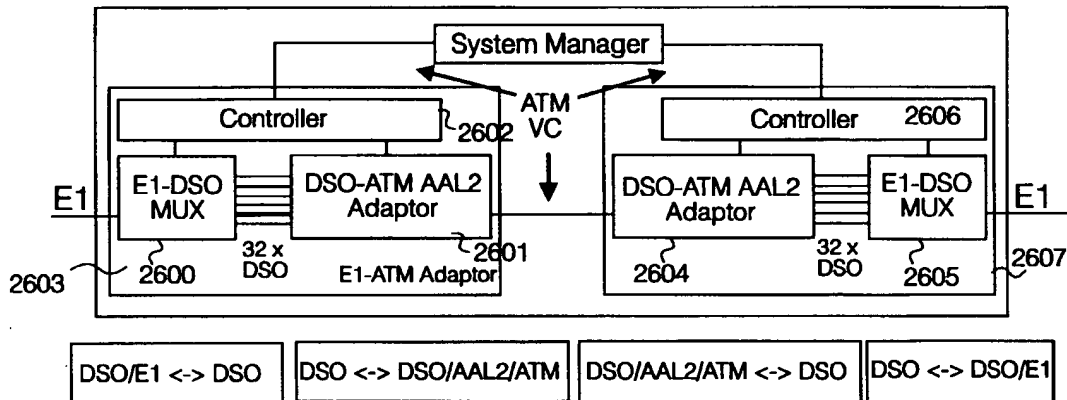 System Manager
ATM
VC
Controller
2602
Controller
2606
E1
E1-DSO
MUX
DSO-ATM AAL2
Adaptor
DSO-ATM AAL2
Adaptor
E1-DSO
MUX
E1
32 x
DSO
32 x
DSO
2603
2600
2601
E1-ATM Adaptor
2604
2605
2607
DSO/E1 <-> DSO
DSO <-> DSO/AAL2/ATM
DSO/AAL2/ATM <-> DSO
DSO <-> DSO/E1